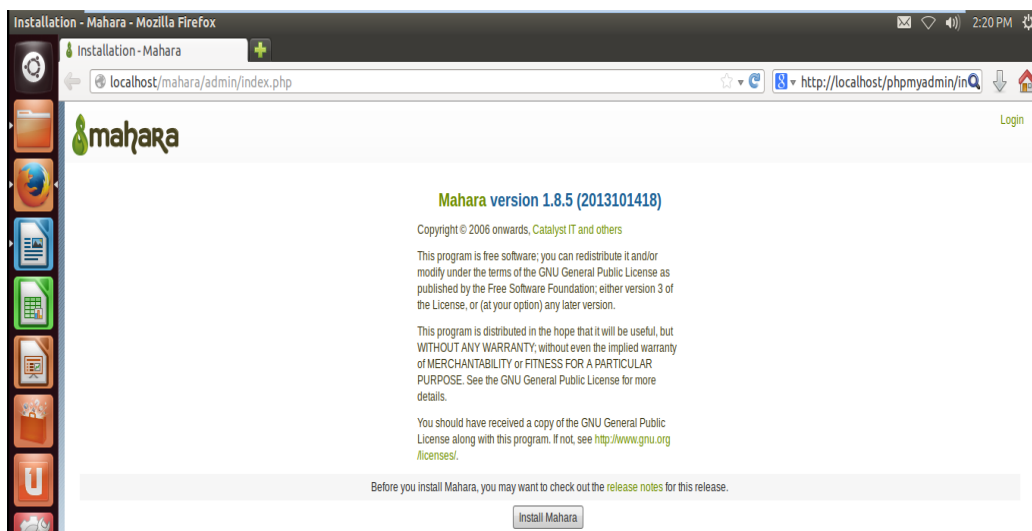 Installation - Mahara - Mozilla Firefox
2:20 PM
Installation - Mahara
localhost/mahara/admin/index.php
8
http://localhost/phpmyadmin/in
mahara
Login
Mahara version 1.8.5 (2013101418)
Copyright © 2006 onwards, Catalyst IT and others
This program is free software; you can redistribute it and/or
modify under the terms of the GNU General Public License as
published by the Free Software Foundation; either version 3 of
the License, or (at your option) any later version.
This program is distributed in the hope that it will be useful, but
WITHOUT ANY WARRANTY; without even the implied warranty
of MERCHANTABILITY or FITNESS FOR A PARTICULAR
PURPOSE. See the GNU General Public License for more
details.
You should have received a copy of the GNU General Public
License along with this program. If not, see http://www.gnu.org
/licenses/.
Before you install Mahara, you may want to check out the release notes for this release.
Install Mahara